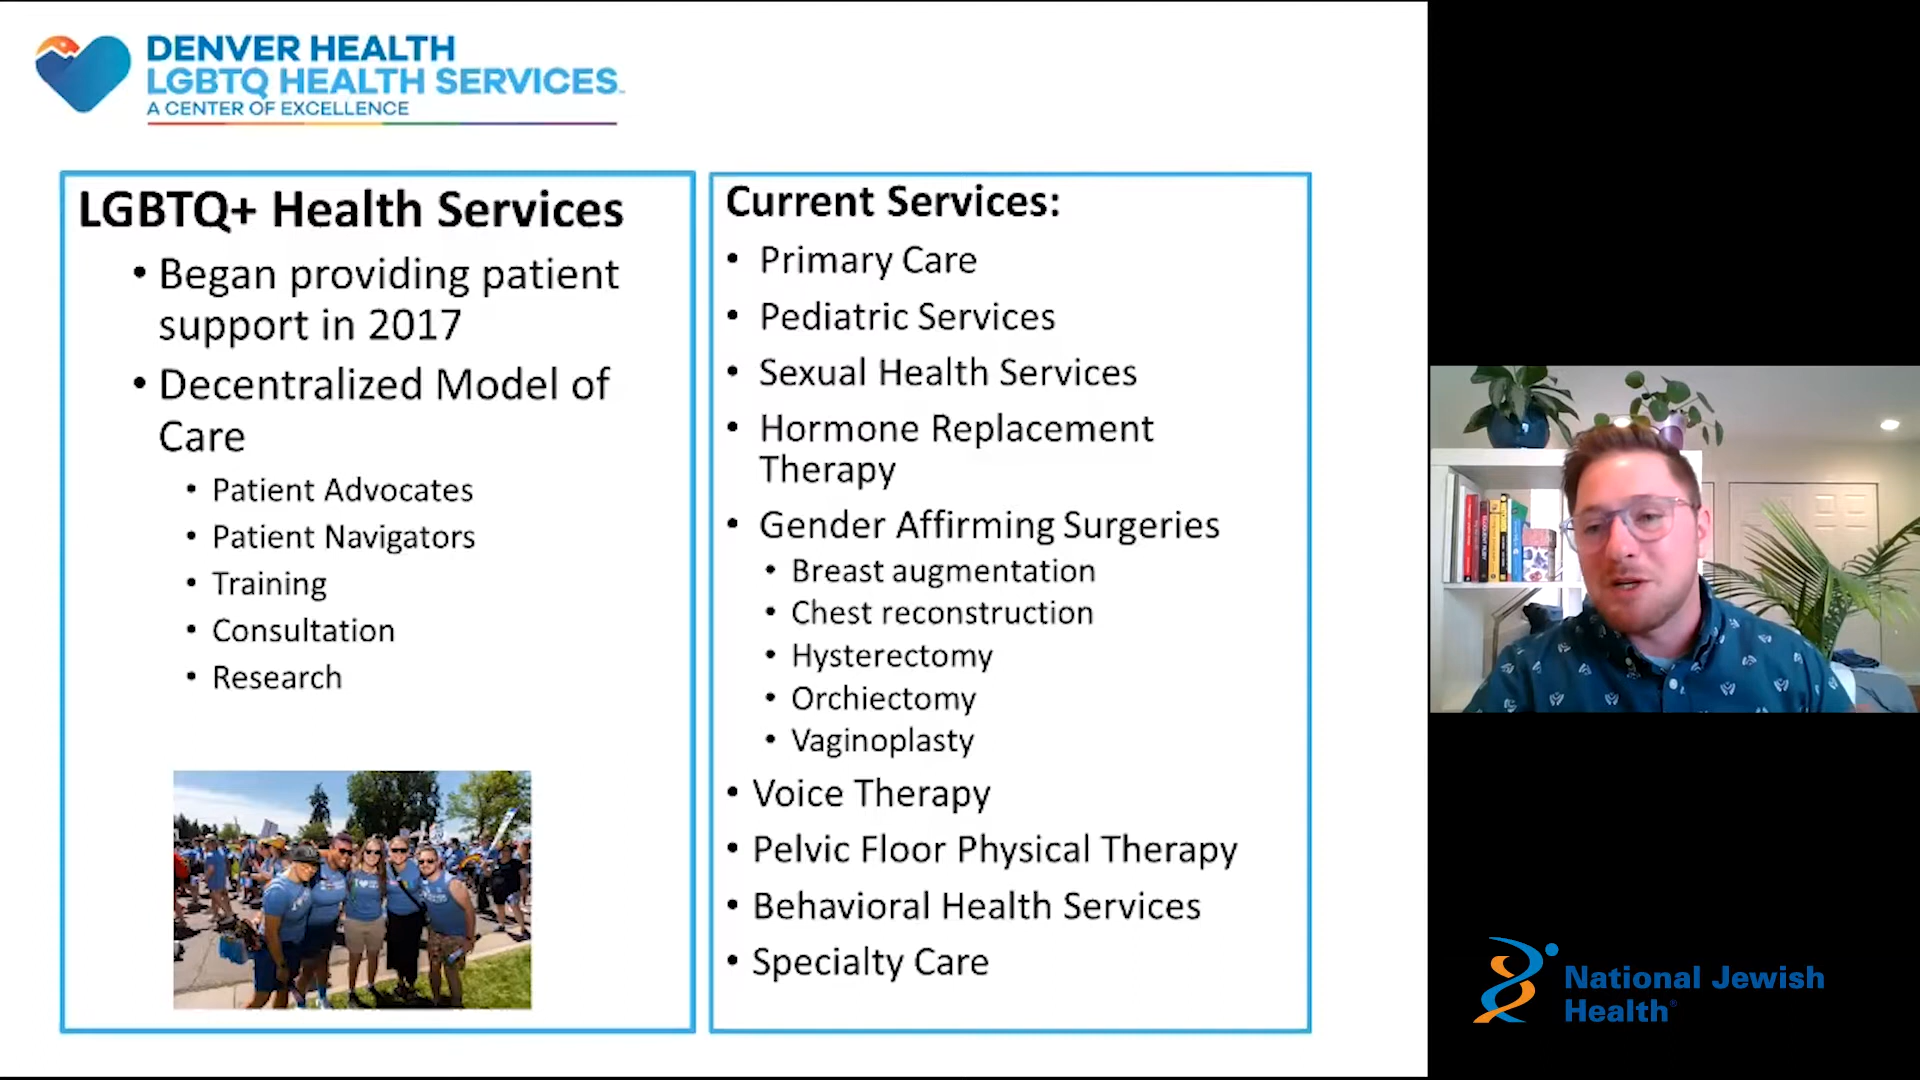 DENVER HEALTH
LGBTQ HEALTH SERVICES
A CENTER OF EXCELLENCE
LGBTQ+ Health Services
• Began providing patient
support in 2017
• Decentralized Model of
Care
• Patient Advocates
• Patient Navigators
• Training
• Consultation
• Research
Current Services:
• Primary Care
• Pediatric Services
• Sexual Health Services
• Hormone Replacement
Therapy
• Gender Affirming Surgeries
• Breast augmentation
• Chest reconstruction
• Hysterectomy
• Orchiectomy
• Vaginoplasty
• Voice Therapy
• Pelvic Floor Physical Therapy
• Behavioral Health Services
• Specialty Care
National Jewish
Health®